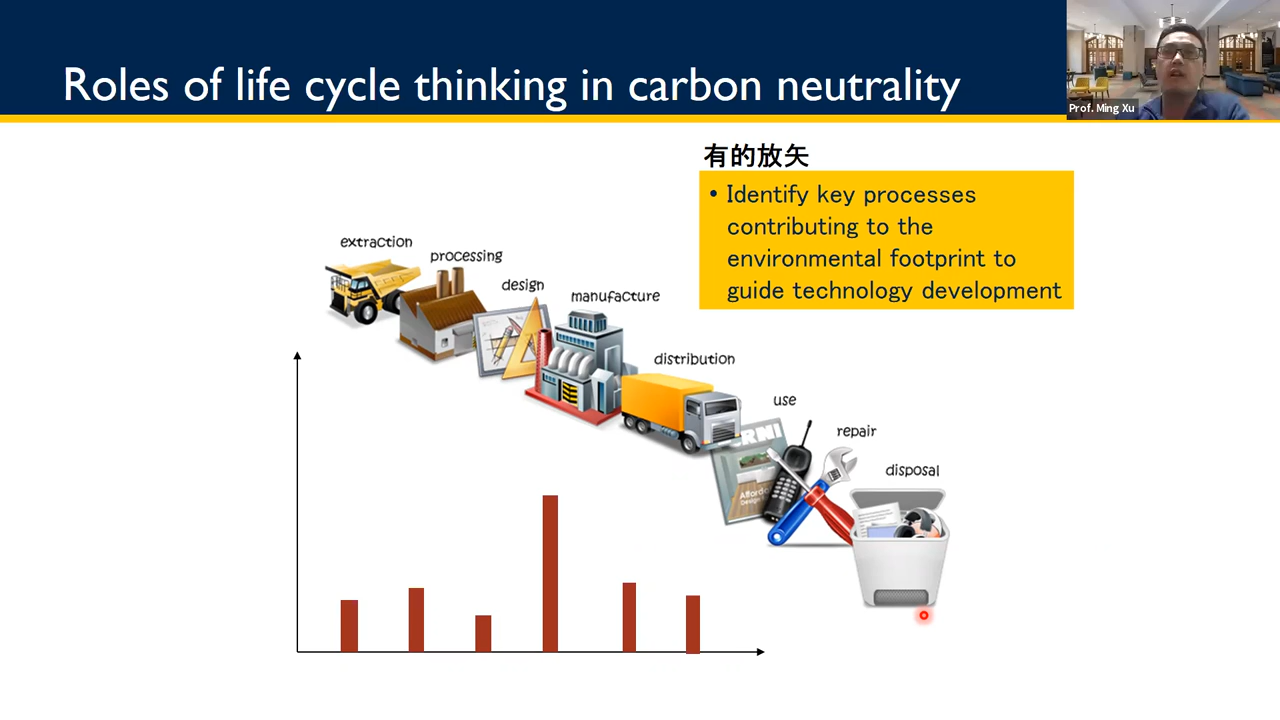 Roles of life cycle thinking in carbon neutrality
Prof. Ming Xu
有的放矢
• Identify key processes
contributing to the
environmental footprint to
guide technology development
extraction
processing
design
manufacture
distribution
use
repair
disposal